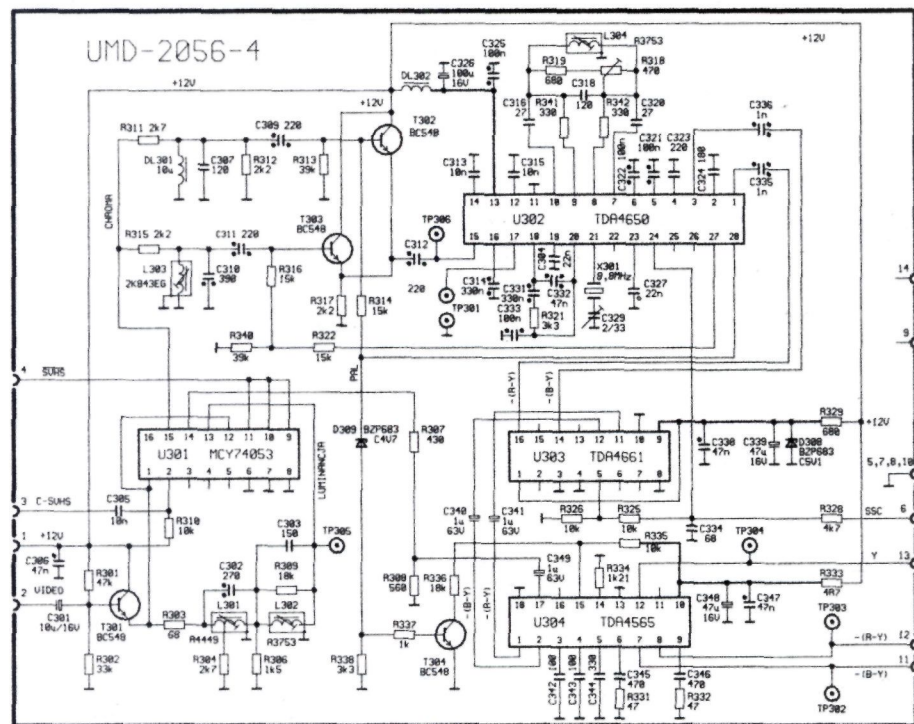 UMD-2056-4
+12V
+12V
+12V
L304
R3753
R319
680
R318
470
C318
120
C325
100n
C326
100u
16V
DL302
T302
BC548
C316
27
R341
330
R342
330
C320
27
C336
1n
C335
1n
R311 2k7
C309 220
DL301
10u
C307
120
R312
2k2
R313
39k
C313
10n
C315
10n
C322
100n
C321
100n
C323
220
C324
180
14 13 12 11 10 9 8 7 6 5 4 3 2 1
U302 TDA4650
15 16 17 18 19 20 21 22 23 24 25 26 27 28
CHROMA
T303
BC548
TP306
R315 2k2
C311 220
C312
220
L303
2KB43EG
C310
390
R316
15k
R317
2k2
R314
15k
C314
330n
TP301
C304
22n
C331
330n
C332
47n
C333
100n
R321
3k3
X301
8,8MHz
C329
2/33
C327
22n
14
9
R340
39k
R322
15k
PAL
4 SVHS
-(R-Y)
-(B-Y)
16 15 14 13 12 11 10 9
U301 MCY74053
1 2 3 4 5 6 7 8
LUMINANCJA
D309 BZP683
C4V7
R307
430
16 15 14 13 12 11 10 9
U303 TDA4661
1 2 3 4 5 6 7 8
C338
47n
C339
47u
16V
D308
BZP683
C5V1
R329
680
+12V
5,7,8,10
3 C-SVHS
C305
10n
R310
10k
C303
150
TP305
C340
1u
63V
C341
1u
63V
R326
10k
R325
10k
R328
4k7
SSC
6
1 +12V
C306
47n
R301
47k
C302
270
R309
18k
R335
10k
C334
68
TP304
Y
13
2 VIDEO
C301
10u/16V
T301
BC548
R303
68
L301
R4449
L302
R3753
R308
560
R336
18k
C349
1u
63V
R334
1k21
R333
4R7
-(B-Y)
-(R-Y)
18 17 16 15 14 13 12 11 10
U304 TDA4565
1 2 3 4 5 6 7 8 9
C348
47u
16V
C347
47n
TP303
R302
33k
R304
2k7
R306
1k5
R338
3k3
R337
1k
T304
BC548
C342
100
C343
100
C344
330
C345
470
R331
47
C346
470
R332
47
-(R-Y)
12
11
-(B-Y)
TP302